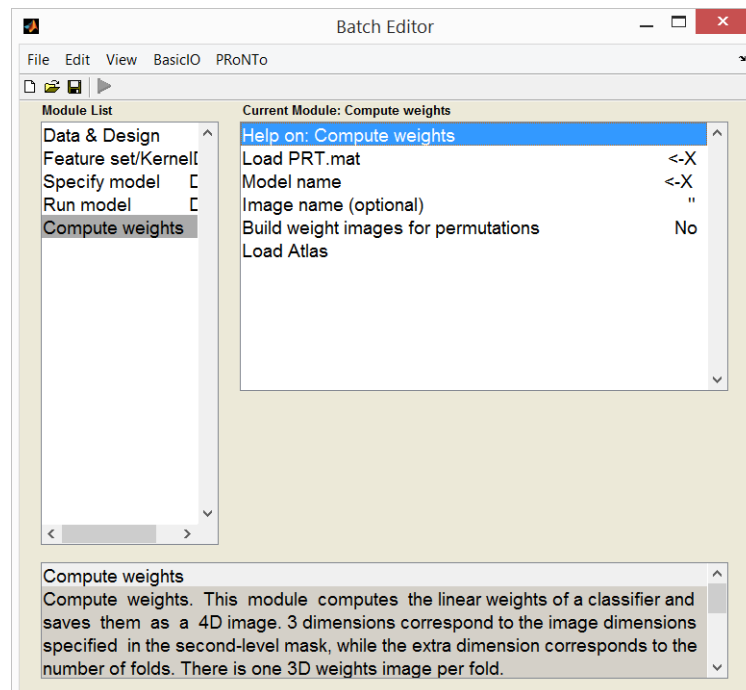 Batch Editor
File Edit View BasicIO PRoNTo
Module List
Data & Design
Feature set/Kernel
Specify model D
Run model D
Compute weights
Current Module: Compute weights
Help on: Compute weights
Load PRT.mat <-X
Model name <-X
Image name (optional) ''
Build weight images for permutations No
Load Atlas
Compute weights
Compute weights. This module computes the linear weights of a classifier and
saves them as a 4D image. 3 dimensions correspond to the image dimensions
specified in the second-level mask, while the extra dimension corresponds to the
number of folds. There is one 3D weights image per fold.